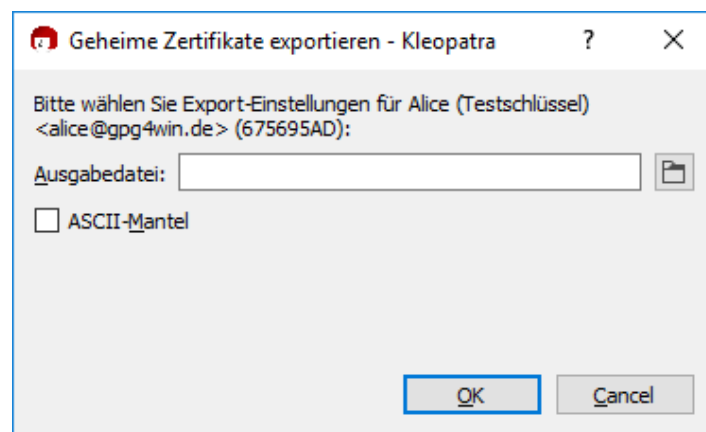 Geheime Zertifikate exportieren - Kleopatra ? ✕
Bitte wählen Sie Export-Einstellungen für Alice (Testschlüssel)
<alice@gpg4win.de> (675695AD):
Ausgabedatei:
ASCII-Mantel
OK Cancel